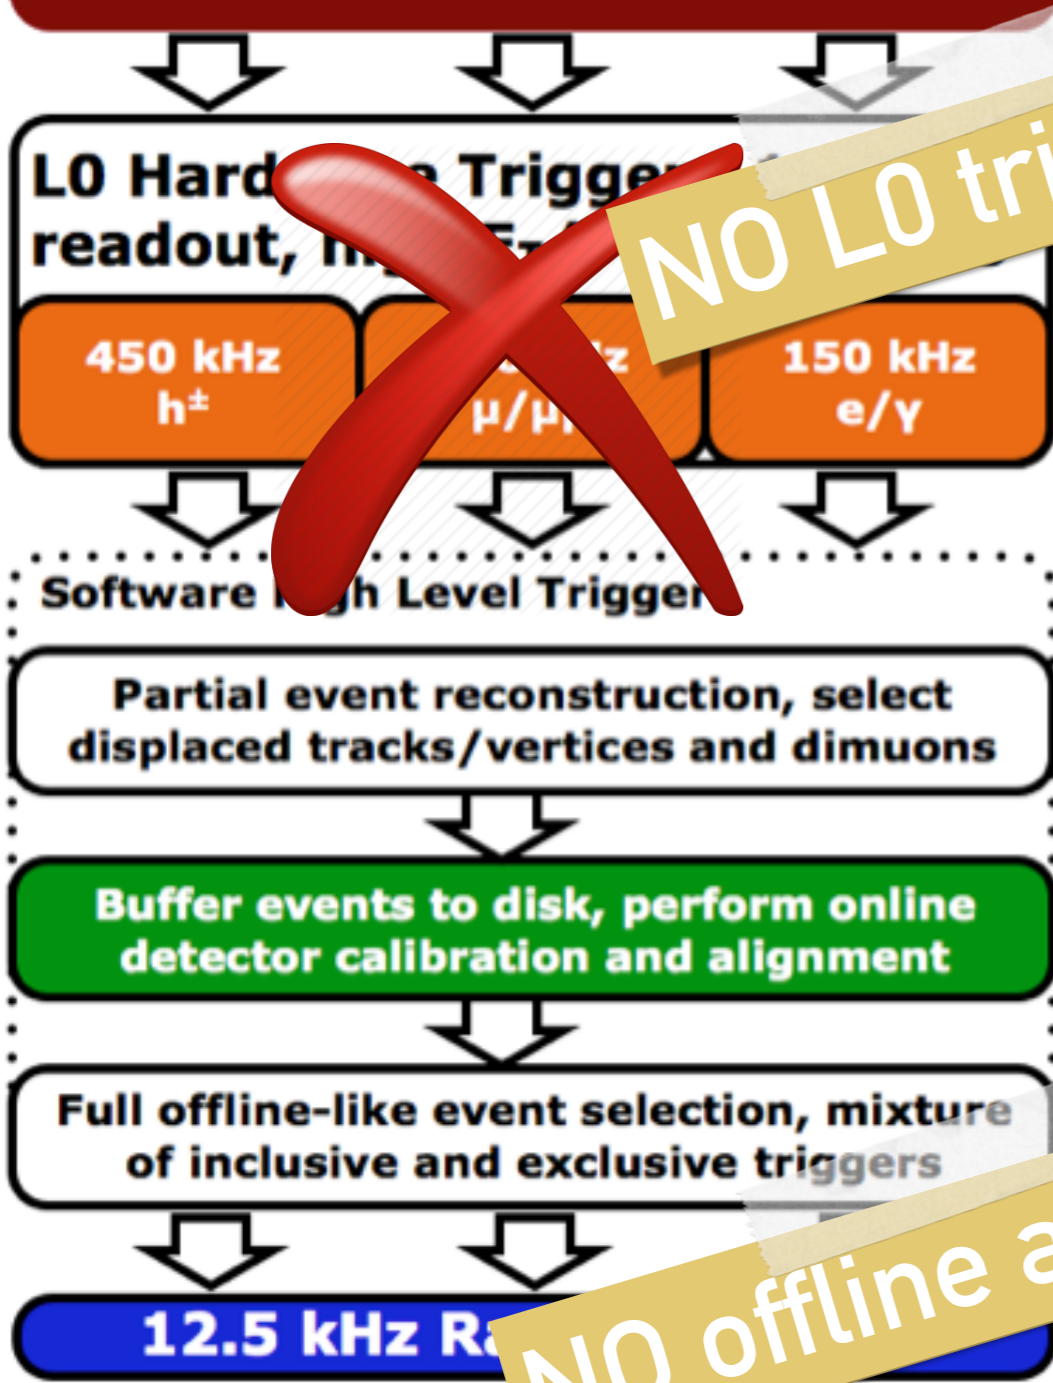 L0 Trigger
readout,
NO L0
450 kHz
h±
150 kHz
e/γ
Software Level Trigger
Partial event reconstruction, select
displaced tracks/vertices and dimuons
Buffer events to disk, perform online
detector calibration and alignment
Full offline-like event selection, mixture
of inclusive and exclusive triggers
12.5 kHz
NO offline